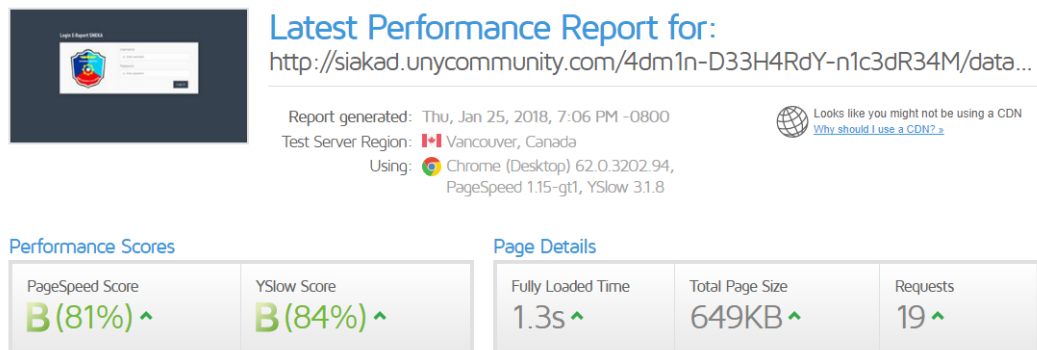 Login E-Raport SNEKA
Latest Performance Report for:
http://siakad.unycommunity.com/4dm1n-D33H4RdY-n1c3dR34M/data...
Report generated: Thu, Jan 25, 2018, 7:06 PM -0800
Test Server Region: Vancouver, Canada
Using: Chrome (Desktop) 62.0.3202.94,
PageSpeed 1.15-gt1, YSlow 3.1.8
Looks like you might not be using a CDN
Why should I use a CDN? »
Performance Scores
PageSpeed Score
B (81%)
YSlow Score
B (84%)
Page Details
Fully Loaded Time
1.3s
Total Page Size
649KB
Requests
19